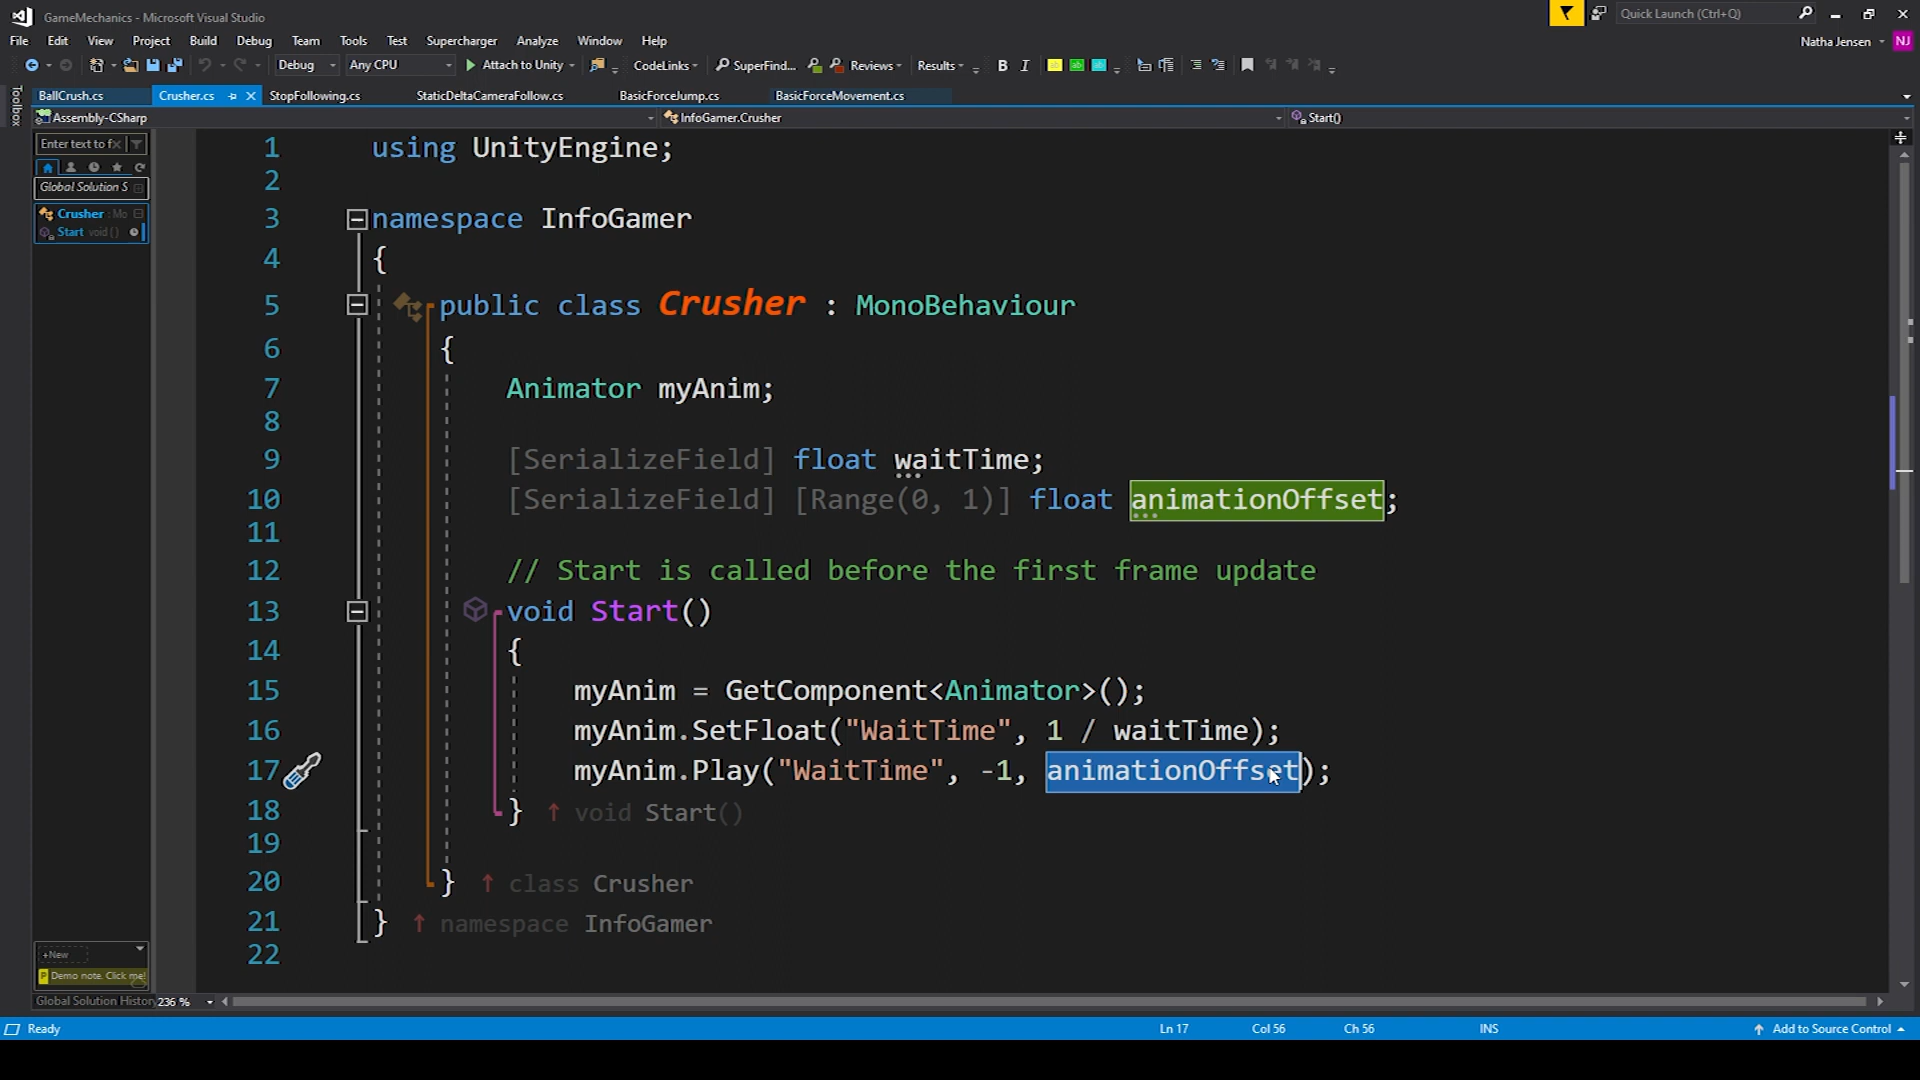 GameMechanics - Microsoft Visual Studio
Quick Launch (Ctrl+Q)
File Edit View Project Build Debug Team Tools Test Supercharger Analyze Window Help
Natha Jensen NJ
Debug Any CPU Attach to Unity CodeLinks SuperFind... Reviews Results B I
BallCrush.cs Crusher.cs StopFollowing.cs StaticDeltaCameraFollow.cs BasicForceJump.cs BasicForceMovement.cs
Toolbox
Assembly-CSharp InfoGamer.Crusher Start()
Enter text to f
Global Solution S
Crusher : Mo
Start void ()
1 using UnityEngine;
2
3 namespace InfoGamer
4 {
5 public class Crusher : MonoBehaviour
6 {
7 Animator myAnim;
8
9 [SerializeField] float waitTime;
10 [SerializeField] [Range(0, 1)] float animationOffset;
11
12 // Start is called before the first frame update
13 void Start()
14 {
15 myAnim = GetComponent<Animator>();
16 myAnim.SetFloat("WaitTime", 1 / waitTime);
17 myAnim.Play("WaitTime", -1, animationOffset);
18 } ↑ void Start()
19
20 } ↑ class Crusher
21 } ↑ namespace InfoGamer
22
+New
Demo note. Click me!
Global Solution History 236 %
Ready Ln 17 Col 56 Ch 56 INS Add to Source Control